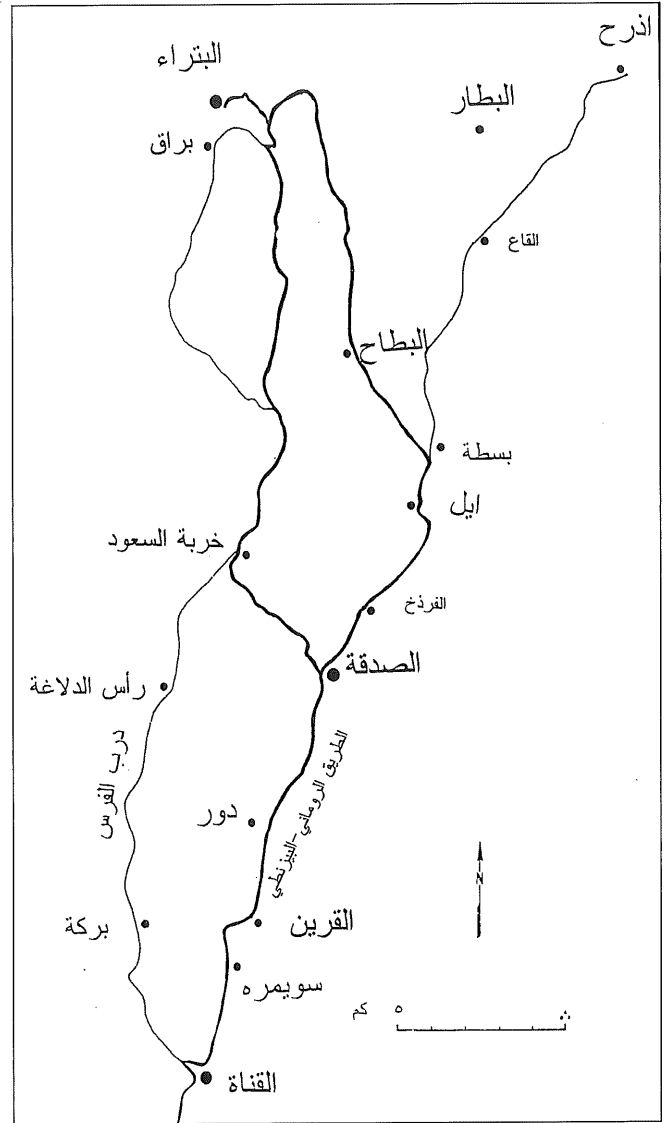 اذرح
البتراء
البطار
براق
القاع
البطاح
بسطة
ايل
خربة السعود
الفرذخ
الصدقة
رأس الدلاغة
الطريق الروماني-البيزنطي
درب الفرس
دور
N
القرين
بركة
سويمره
كم ٥
القناة